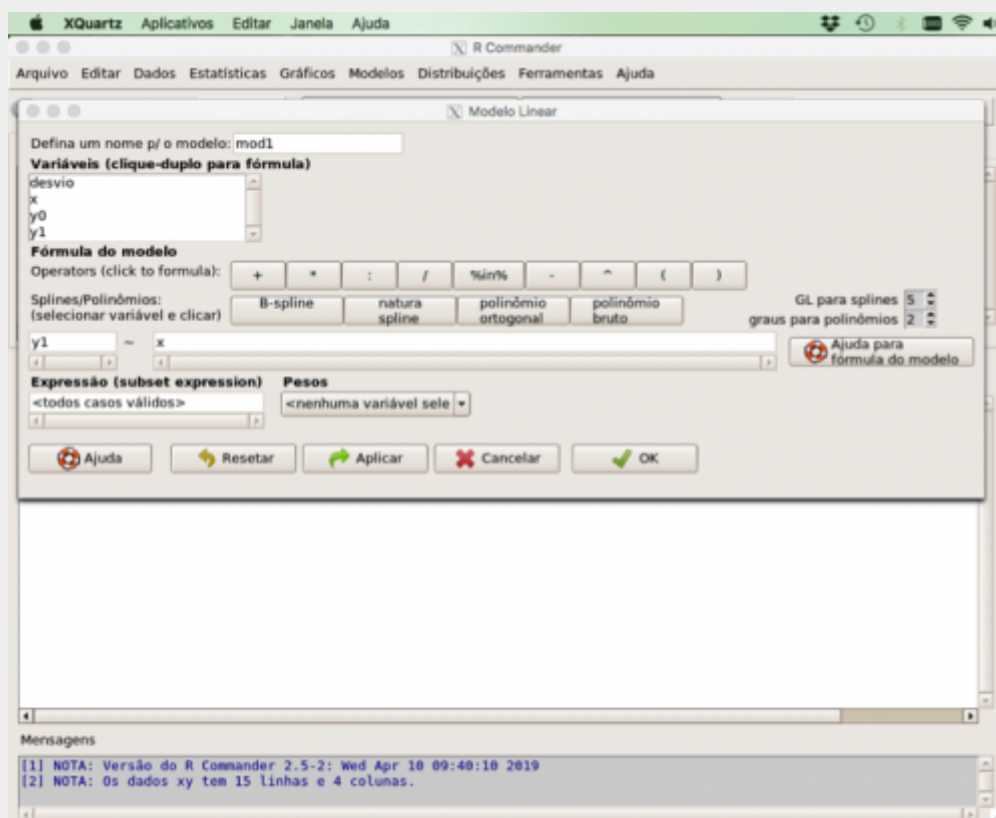 XQuartz Aplicativos Editar Janela Ajuda
R Commander
Arquivo Editar Dados Estatísticas Gráficos Modelos Distribuições Ferramentas Ajuda
Modelo Linear
Defina um nome p/ o modelo: mod1
Variáveis (clique-duplo para fórmula)
desvio
x
y0
y1
Fórmula do modelo
Operators (click to formula): + * : / %in% - ^ ( )
Splines/Polinômios:
(selecionar variável e clicar)
B-spline
natura
spline
polinômio
ortogonal
polinômio
bruto
GL para splines 5
graus para polinômios 2
y1 ~ x
Ajuda para
fórmula do modelo
Expressão (subset expression) Pesos
<todos casos válidos> <nenhuma variável sele
Ajuda Resetar Aplicar Cancelar OK
Mensagens
[1] NOTA: Versão do R Commander 2.5-2: Wed Apr 10 09:40:10 2019
[2] NOTA: Os dados xy tem 15 linhas e 4 colunas.